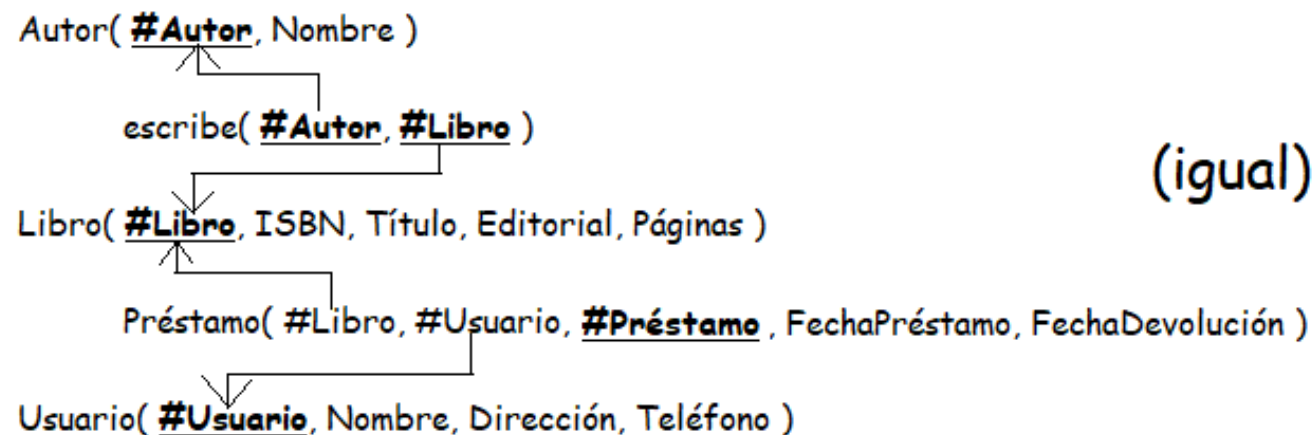 Autor( #Autor, Nombre )
escribe( #Autor, #Libro )
(igual)
Libro( #Libro, ISBN, Título, Editorial, Páginas )
Préstamo( #Libro, #Usuario, #Préstamo , FechaPréstamo, FechaDevolución )
Usuario( #Usuario, Nombre, Dirección, Teléfono )